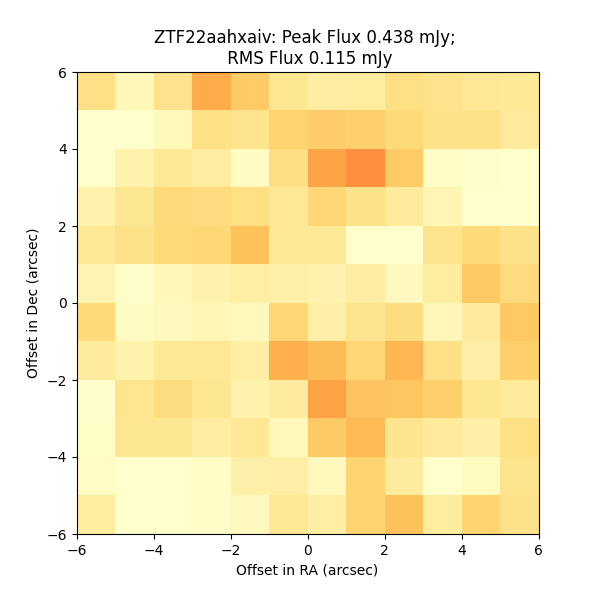 ZTF22aahxaiv: Peak Flux 0.438 mJy;
RMS Flux 0.115 mJy
6
4
2
0
−2
−4
−6
Offset in Dec (arcsec)
−6 −4 −2 0 2 4 6
Offset in RA (arcsec)